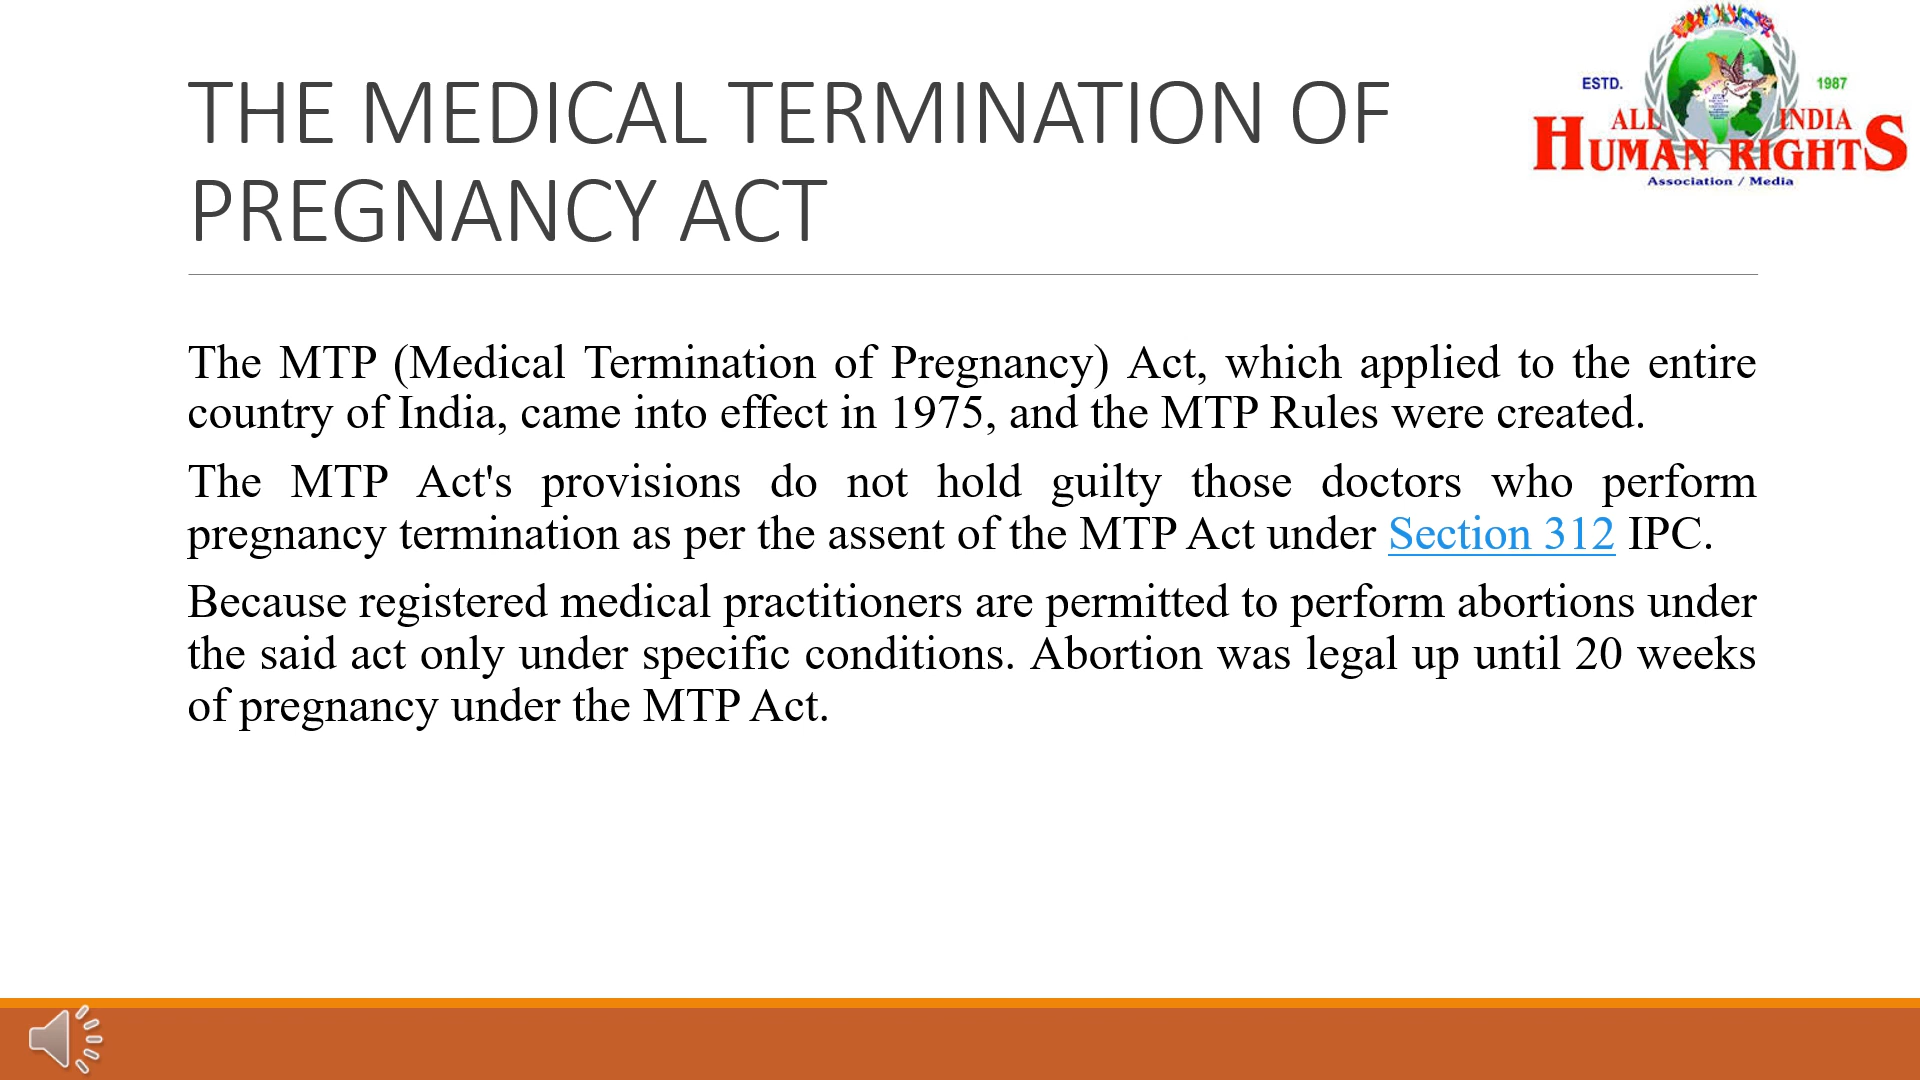 THE MEDICAL TERMINATION OF
PREGNANCY ACT
ESTD. 1987
ALL INDIA
HUMAN RIGHTS
Association / Media
The MTP (Medical Termination of Pregnancy) Act, which applied to the entire
country of India, came into effect in 1975, and the MTP Rules were created.
The MTP Act's provisions do not hold guilty those doctors who perform
pregnancy termination as per the assent of the MTP Act under Section 312 IPC.
Because registered medical practitioners are permitted to perform abortions under
the said act only under specific conditions. Abortion was legal up until 20 weeks
of pregnancy under the MTP Act.